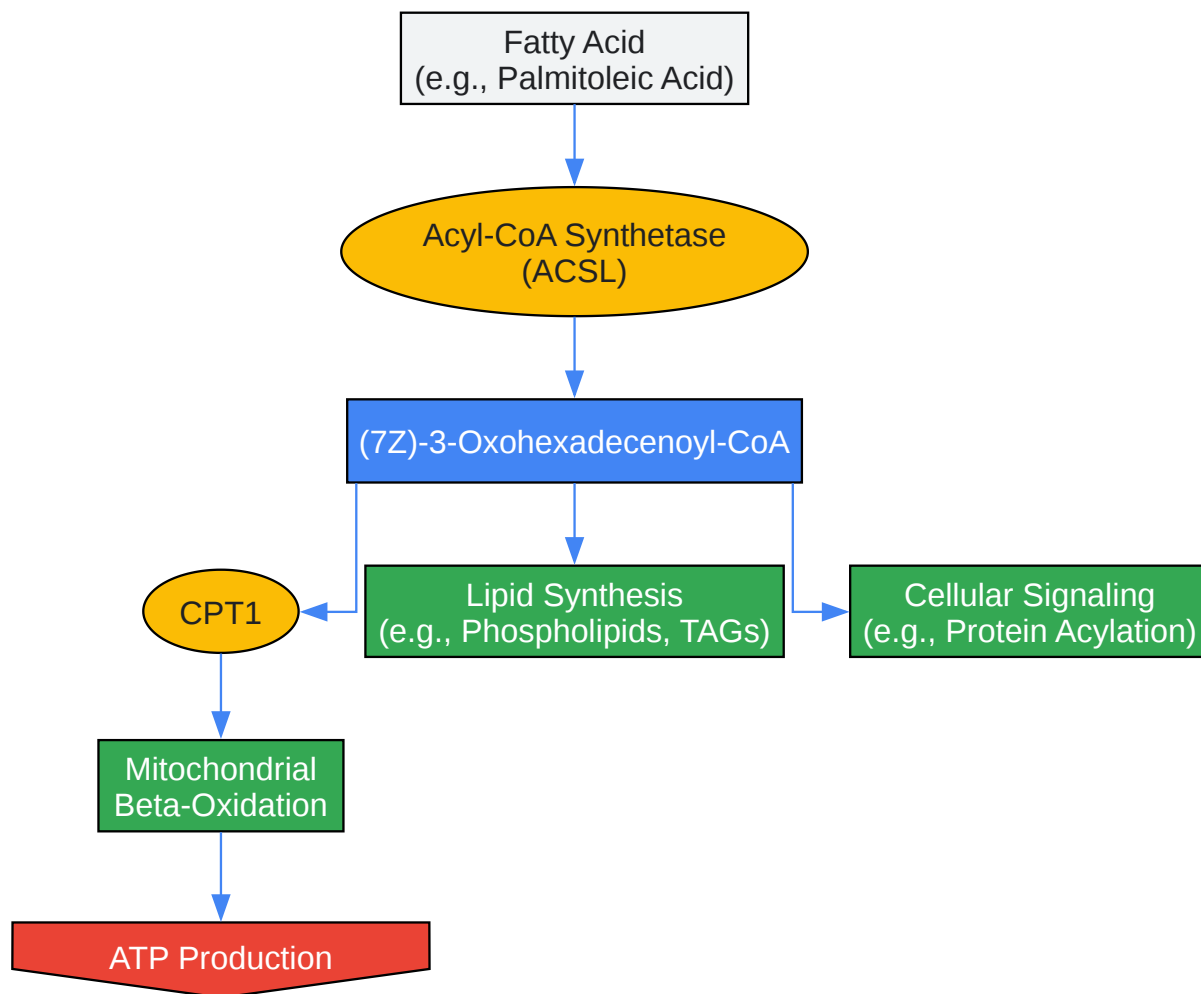 Fatty Acid
(e.g., Palmitoleic Acid)
Acyl-CoA Synthetase
(ACSL)
(7Z)-3-Oxohexadecenoyl-CoA
CPT1
Lipid Synthesis
(e.g., Phospholipids, TAGs)
Cellular Signaling
(e.g., Protein Acylation)
Mitochondrial
Beta-Oxidation
ATP Production